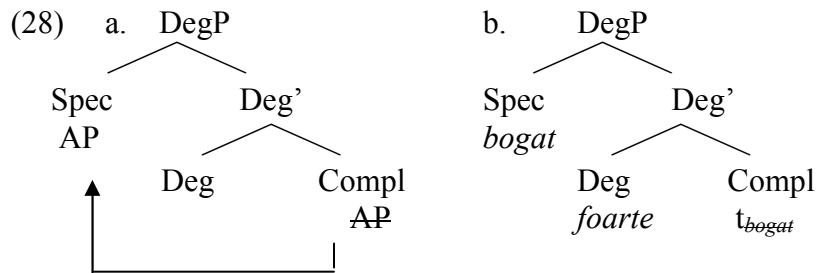 (28) a. DegP b. DegP
Spec Deg’ Spec Deg’
AP bogat
Deg Compl Deg Compl
AP foarte t bogat